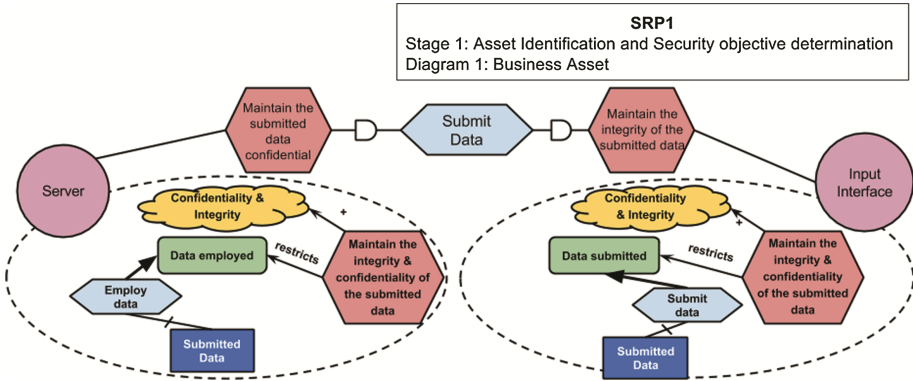 SRP1
Stage 1: Asset Identification and Security objective determination
Diagram 1: Business Asset
Maintain the
submitted
data
confidential
Submit
Data
Maintain the
integrity of the
submitted data
Server
Input
Interface
Confidentiality &
Integrity
+
Data employed
restricts
Maintain the
integrity &
confidentiality of
the submitted
data
Employ
data
Submitted
Data
Confidentiality
& Integrity
+
Data submitted
restricts
Maintain the
integrity &
confidentiality
of the submitted
data
Submit
data
Submitted
Data